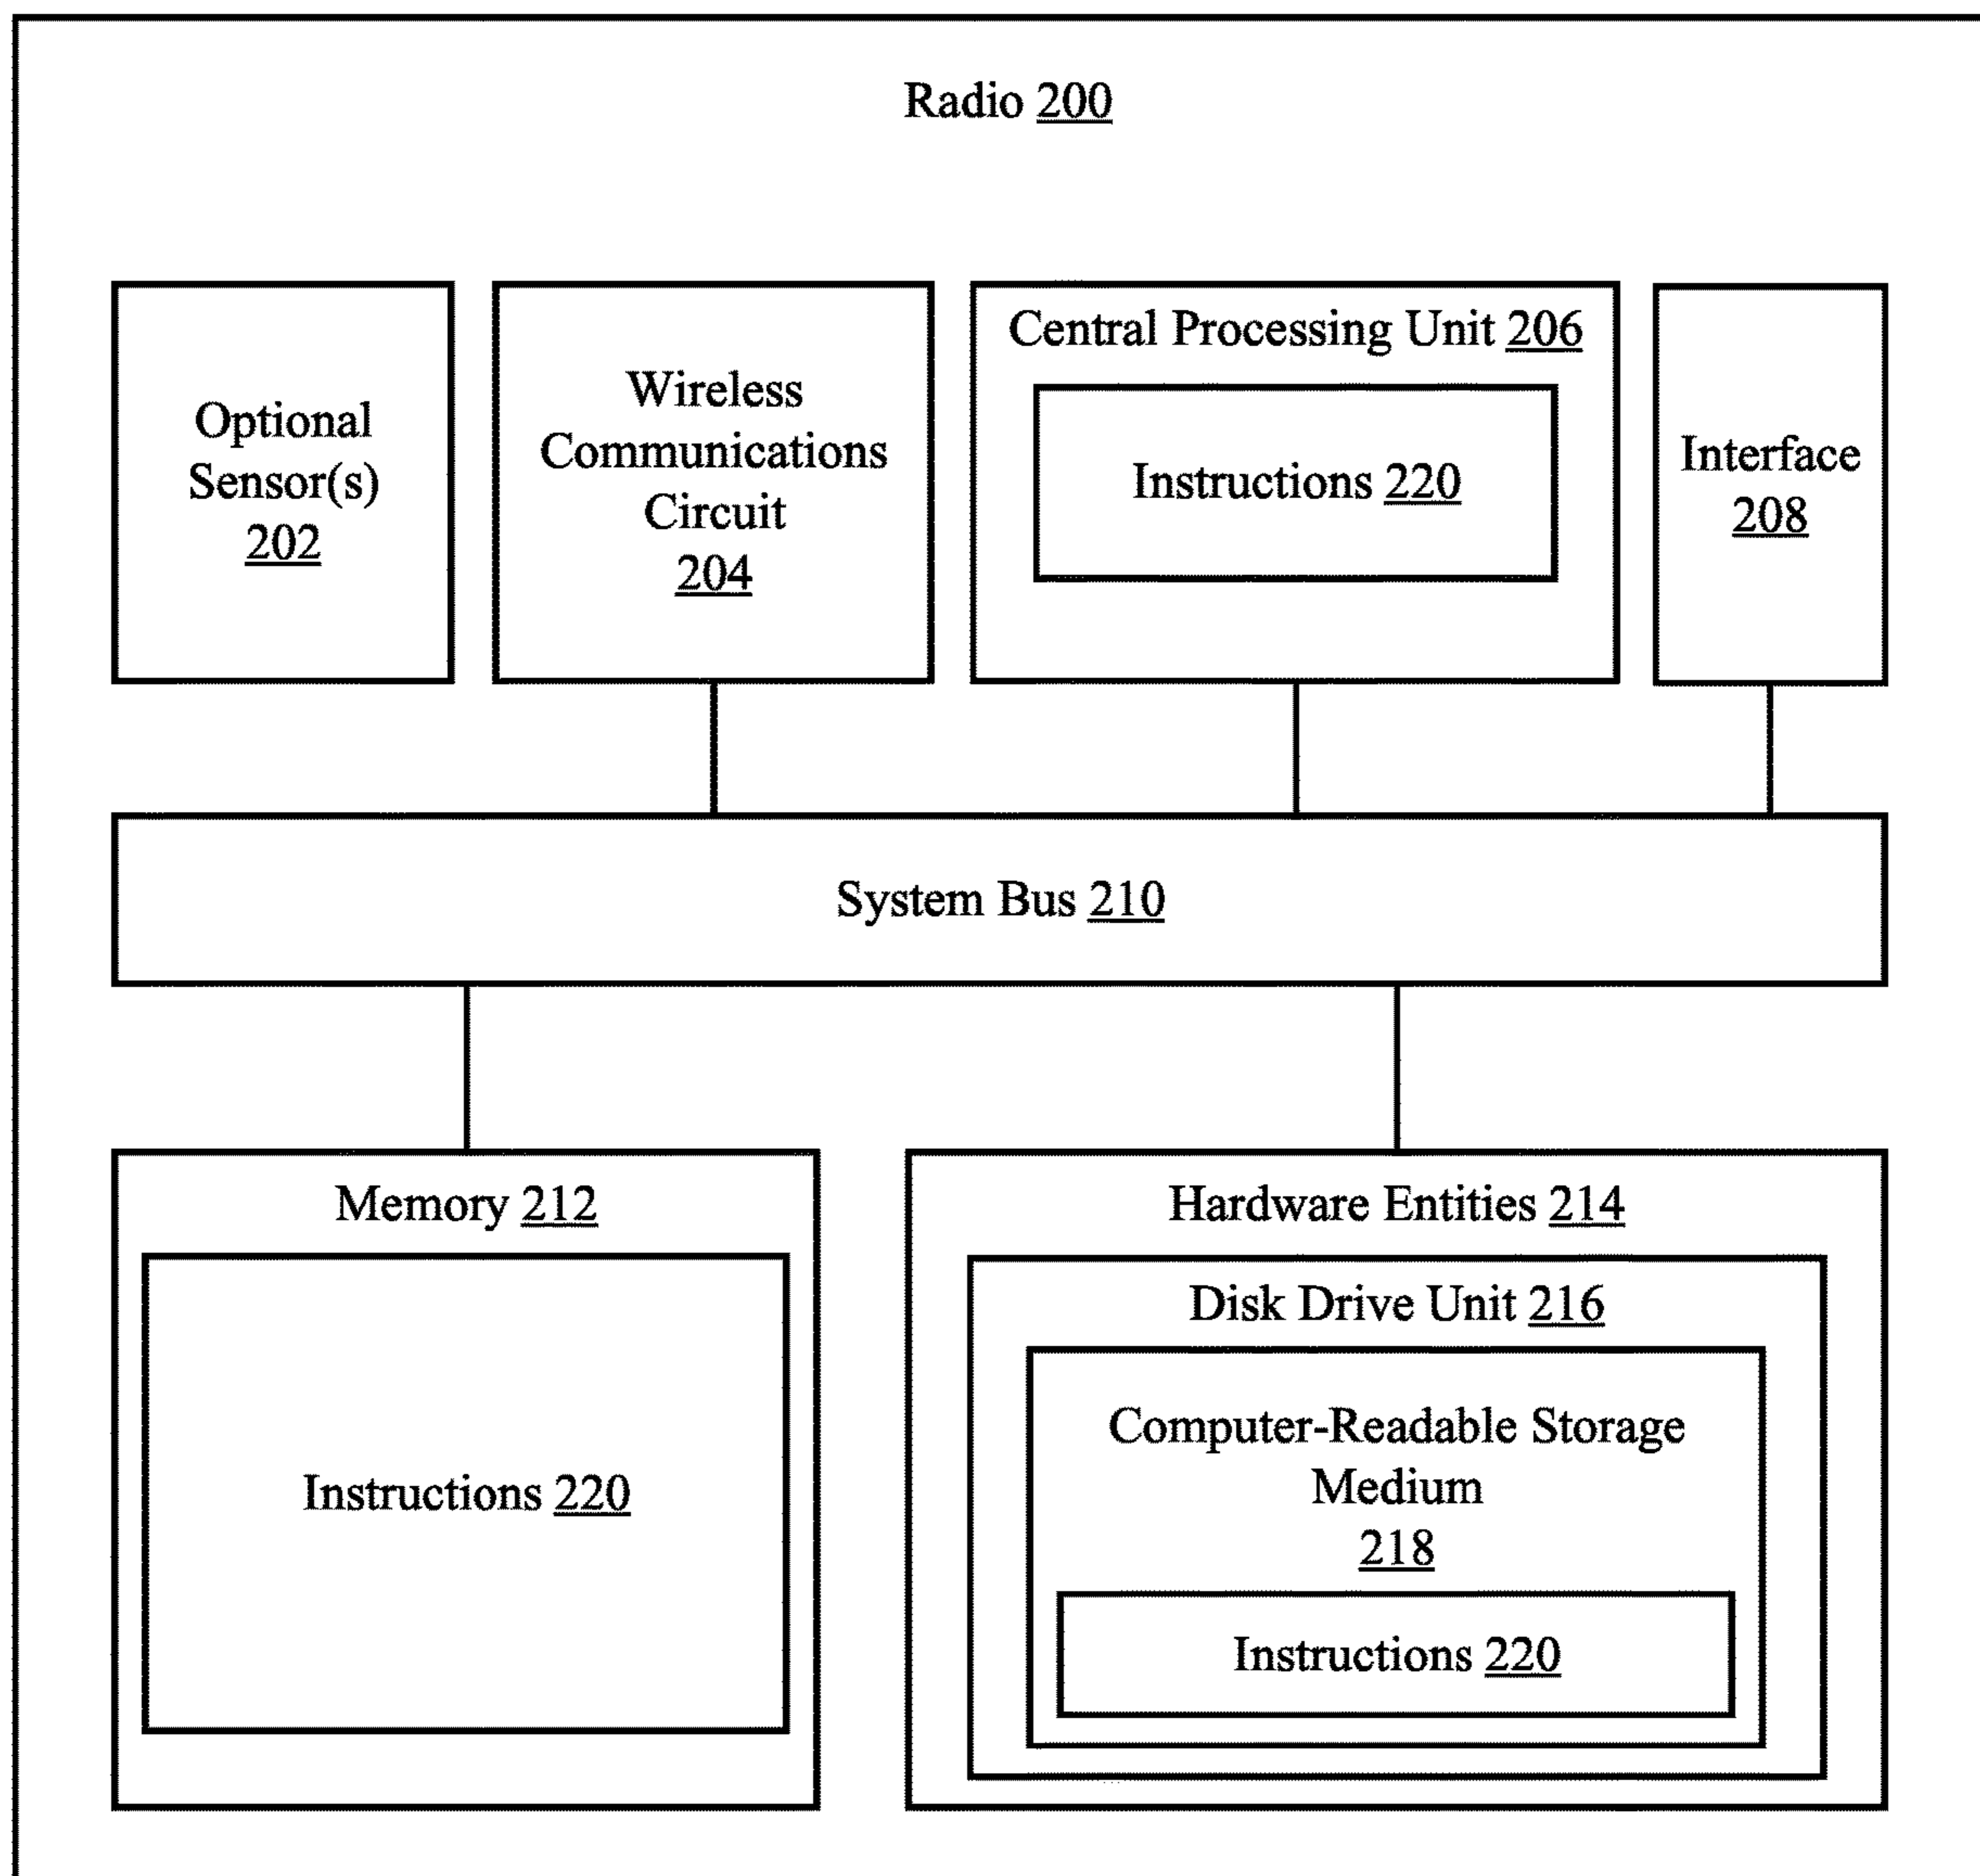 Radio 200
Optional
Sensor(s)
202
Wireless
Communications
Circuit
204
Central Processing Unit 206
Instructions 220
Interface
208
System Bus 210
Memory 212
Instructions 220
Hardware Entities 214
Disk Drive Unit 216
Computer-Readable Storage
Medium
218
Instructions 220